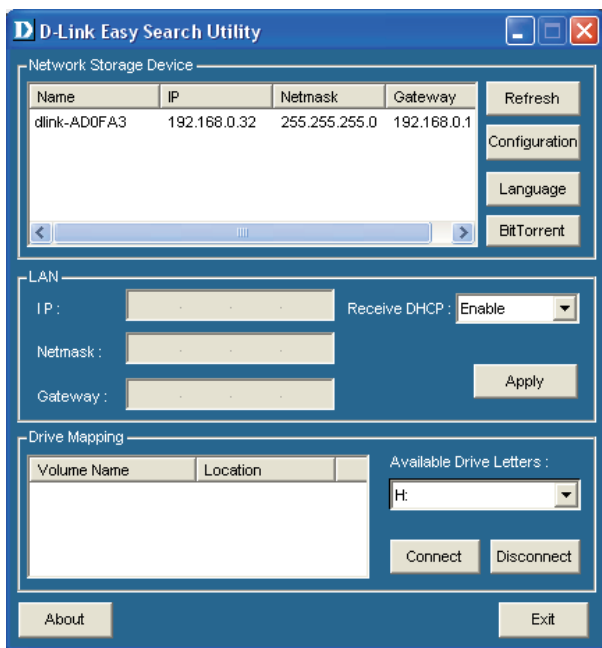 D D-Link Easy Search Utility
Network Storage Device
Name IP Netmask Gateway
dlink-AD0FA3 192.168.0.32 255.255.255.0 192.168.0.1
Refresh
Configuration
Language
BitTorrent
LAN
IP :
Receive DHCP : Enable
Netmask :
Gateway :
Apply
Drive Mapping
Volume Name Location
Available Drive Letters :
H:
Connect Disconnect
About Exit